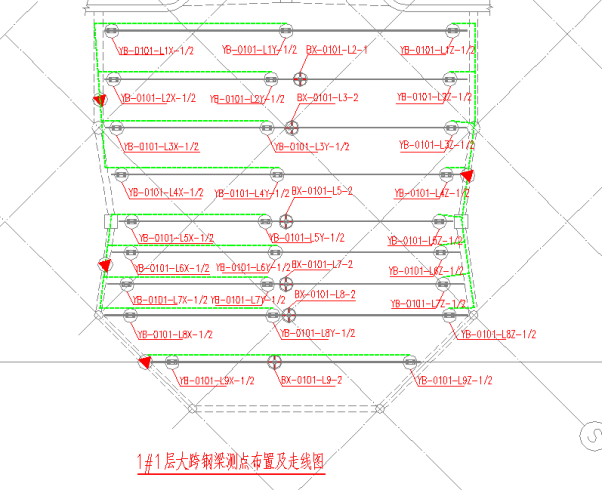 BX-0101-L2-1
YB-0101-L1X-1/2
YB-0101-L1Y-1/2
YB-0101-L1Z-1/2
YB-0101-L2X-1/2
YB-0101-L2Y-1/2
BX-0101-L3-2
YB-0101-L2Z-1/2
YB-0101-L3X-1/2
YB-0101-L3Y-1/2
YB-0101-L3Z-1/2
YB-0101-L4X-1/2
YB-0101-L4Y-1/2
BX-0101-L5-2
YB-0101-L4Z-1/2
YB-0101-L5X-1/2
YB-0101-L5Y-1/2
YB-0101-L5Z-1/2
YB-0101-L6X-1/2
YB-0101-L6Y-1/2
BX-0101-L7-2
YB-0101-L6Z-1/2
YB-0101-L7X-1/2
YB-0101-L7Y-1/2
BX-0101-L8-2
YB-0101-L7Z-1/2
YB-0101-L8X-1/2
YB-0101-L8Y-1/2
YB-0101-L8Z-1/2
YB-0101-L9X-1/2
BX-0101-L9-2
YB-0101-L9Z-1/2
1#1层大跨钢梁测点布置及走线图